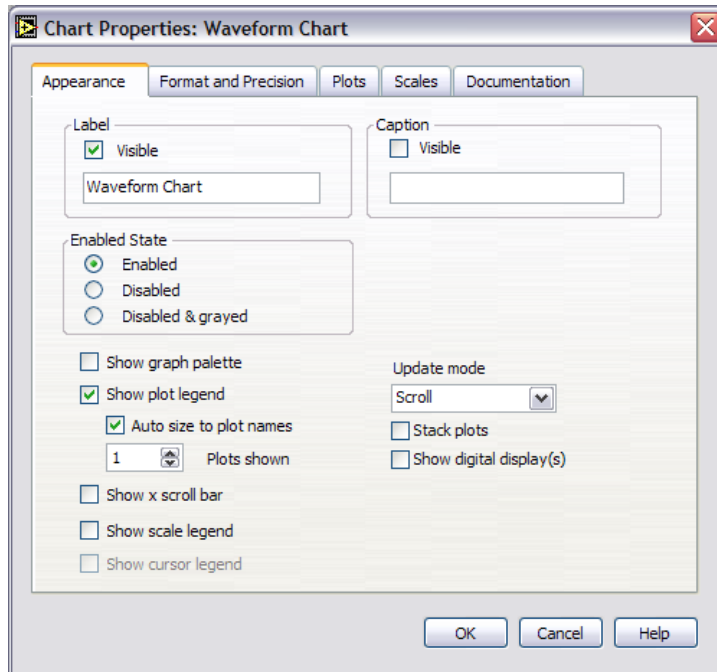 Chart Properties: Waveform Chart
Appearance
Format and Precision
Plots
Scales
Documentation
Label
Visible
Waveform Chart
Caption
Visible
Enabled State
Enabled
Disabled
Disabled & grayed
Show graph palette
Show plot legend
Auto size to plot names
1
Plots shown
Show x scroll bar
Show scale legend
Show cursor legend
Update mode
Scroll
Stack plots
Show digital display(s)
OK
Cancel
Help